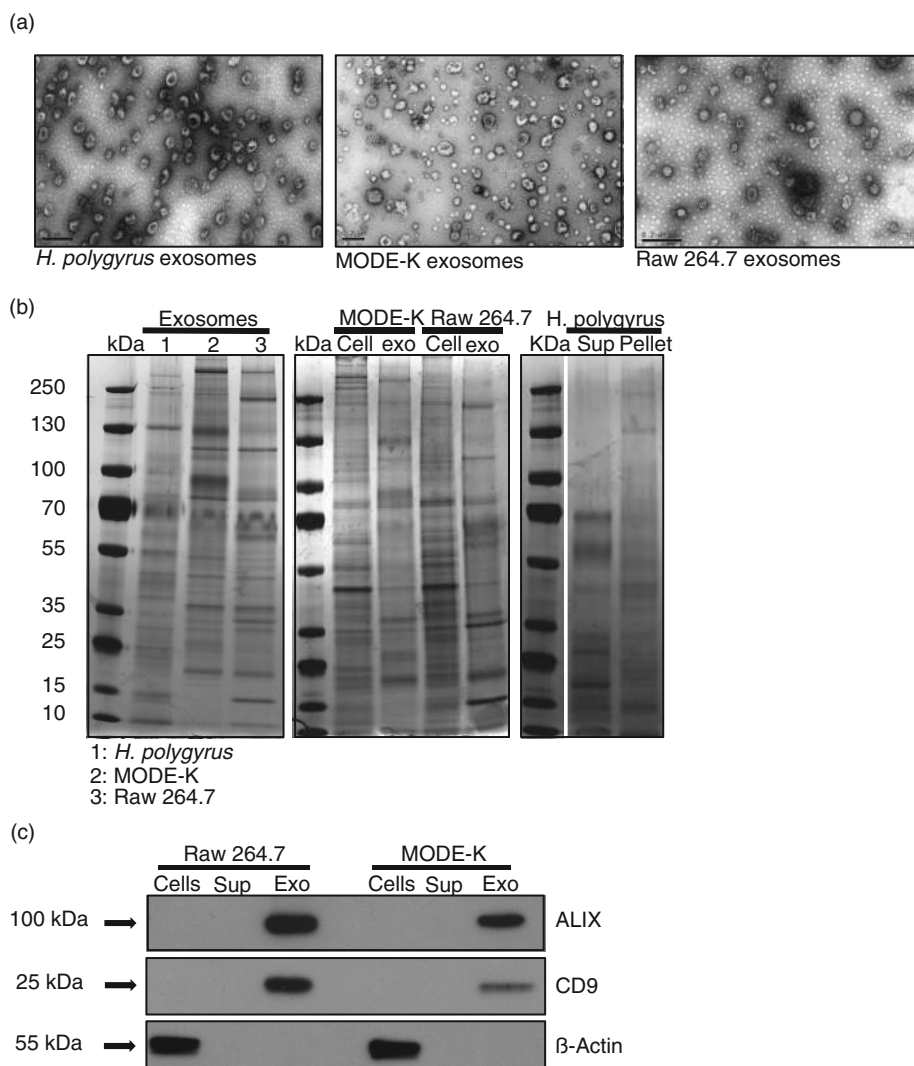 (a)
H. polygyrus exosomes
MODE-K exosomes
Raw 264.7 exosomes
(b)
Exosomes
MODE-K Raw 264.7
H. polygyrus
kDa 1 2 3
kDa Cell exo Cell exo
KDa Sup Pellet
250
130
100
70
55
35
25
15
10
1: H. polygyrus
2: MODE-K
3: Raw 264.7
(c)
Raw 264.7 MODE-K
Cells Sup Exo Cells Sup Exo
100 kDa ALIX
25 kDa CD9
55 kDa ß-Actin